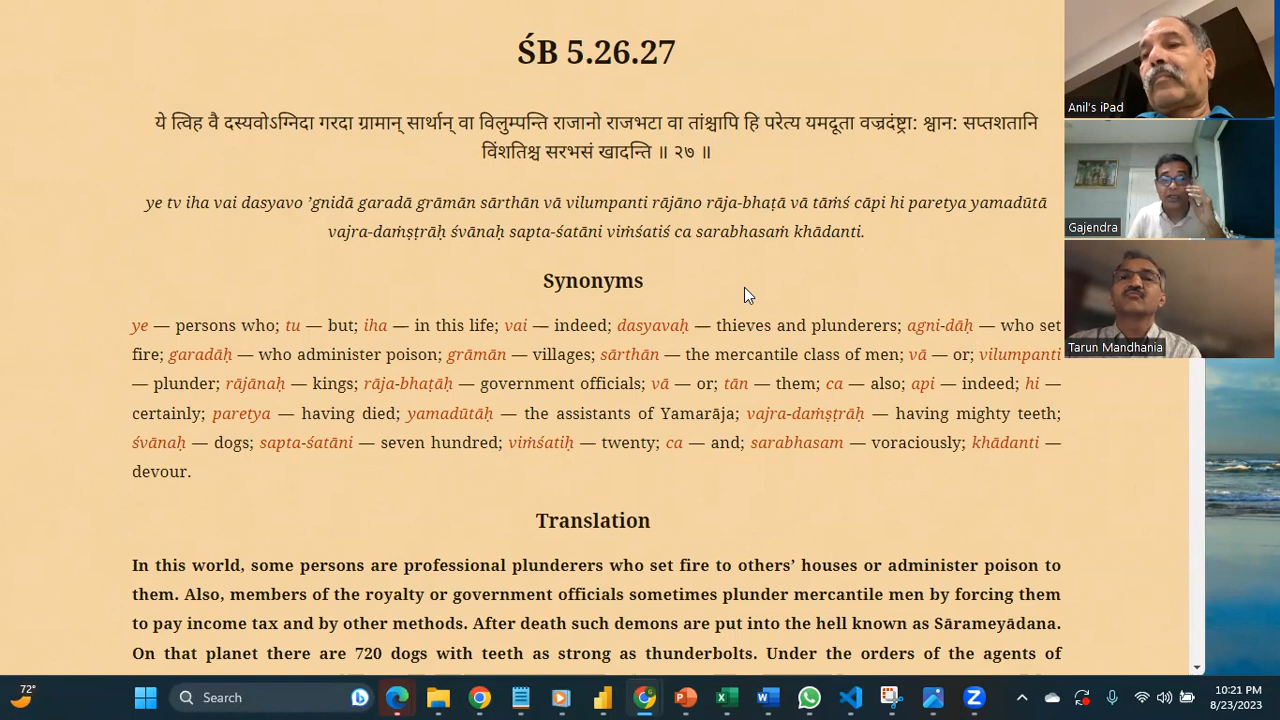 ŚB 5.26.27
ये त्विह वै दस्यवोऽग्निदा गरदा ग्रामान् सार्थान् वा विलुम्पन्ति राजानो राजभटा वा तांश्चापि हि परेत्य यमदूता वज्रदंष्ट्रा: श्वान: सप्तशतानि
विंशतिश्च सरभसं खादन्ति ॥ २७ ॥
ye tv iha vai dasyavo ’gnidā garadā grāmān sārthān vā vilumpanti rājāno rāja-bhaṭā vā tāṁś cāpi hi paretya yamadūtā
vajra-daṁṣṭrāḥ śvānaḥ sapta-śatāni viṁśatiś ca sarabhasaṁ khādanti.
Synonyms
ye — persons who; tu — but; iha — in this life; vai — indeed; dasyavaḥ — thieves and plunderers; agni-dāḥ — who set
fire; garadāḥ — who administer poison; grāmān — villages; sārthān — the mercantile class of men; vā — or; vilumpanti
— plunder; rājānaḥ — kings; rāja-bhaṭāḥ — government officials; vā — or; tān — them; ca — also; api — indeed; hi —
certainly; paretya — having died; yamadūtāḥ — the assistants of Yamarāja; vajra-daṁṣṭrāḥ — having mighty teeth;
śvānaḥ — dogs; sapta-śatāni — seven hundred; viṁśatiḥ — twenty; ca — and; sarabhasam — voraciously; khādanti —
devour.
Translation
In this world, some persons are professional plunderers who set fire to others’ houses or administer poison to
them. Also, members of the royalty or government officials sometimes plunder mercantile men by forcing them
to pay income tax and by other methods. After death such demons are put into the hell known as Sārameyādana.
On that planet there are 720 dogs with teeth as strong as thunderbolts. Under the orders of the agents of
Anil's iPad
Gajendra
Tarun Mandhania
72°
Search
10:21 PM
8/23/2023